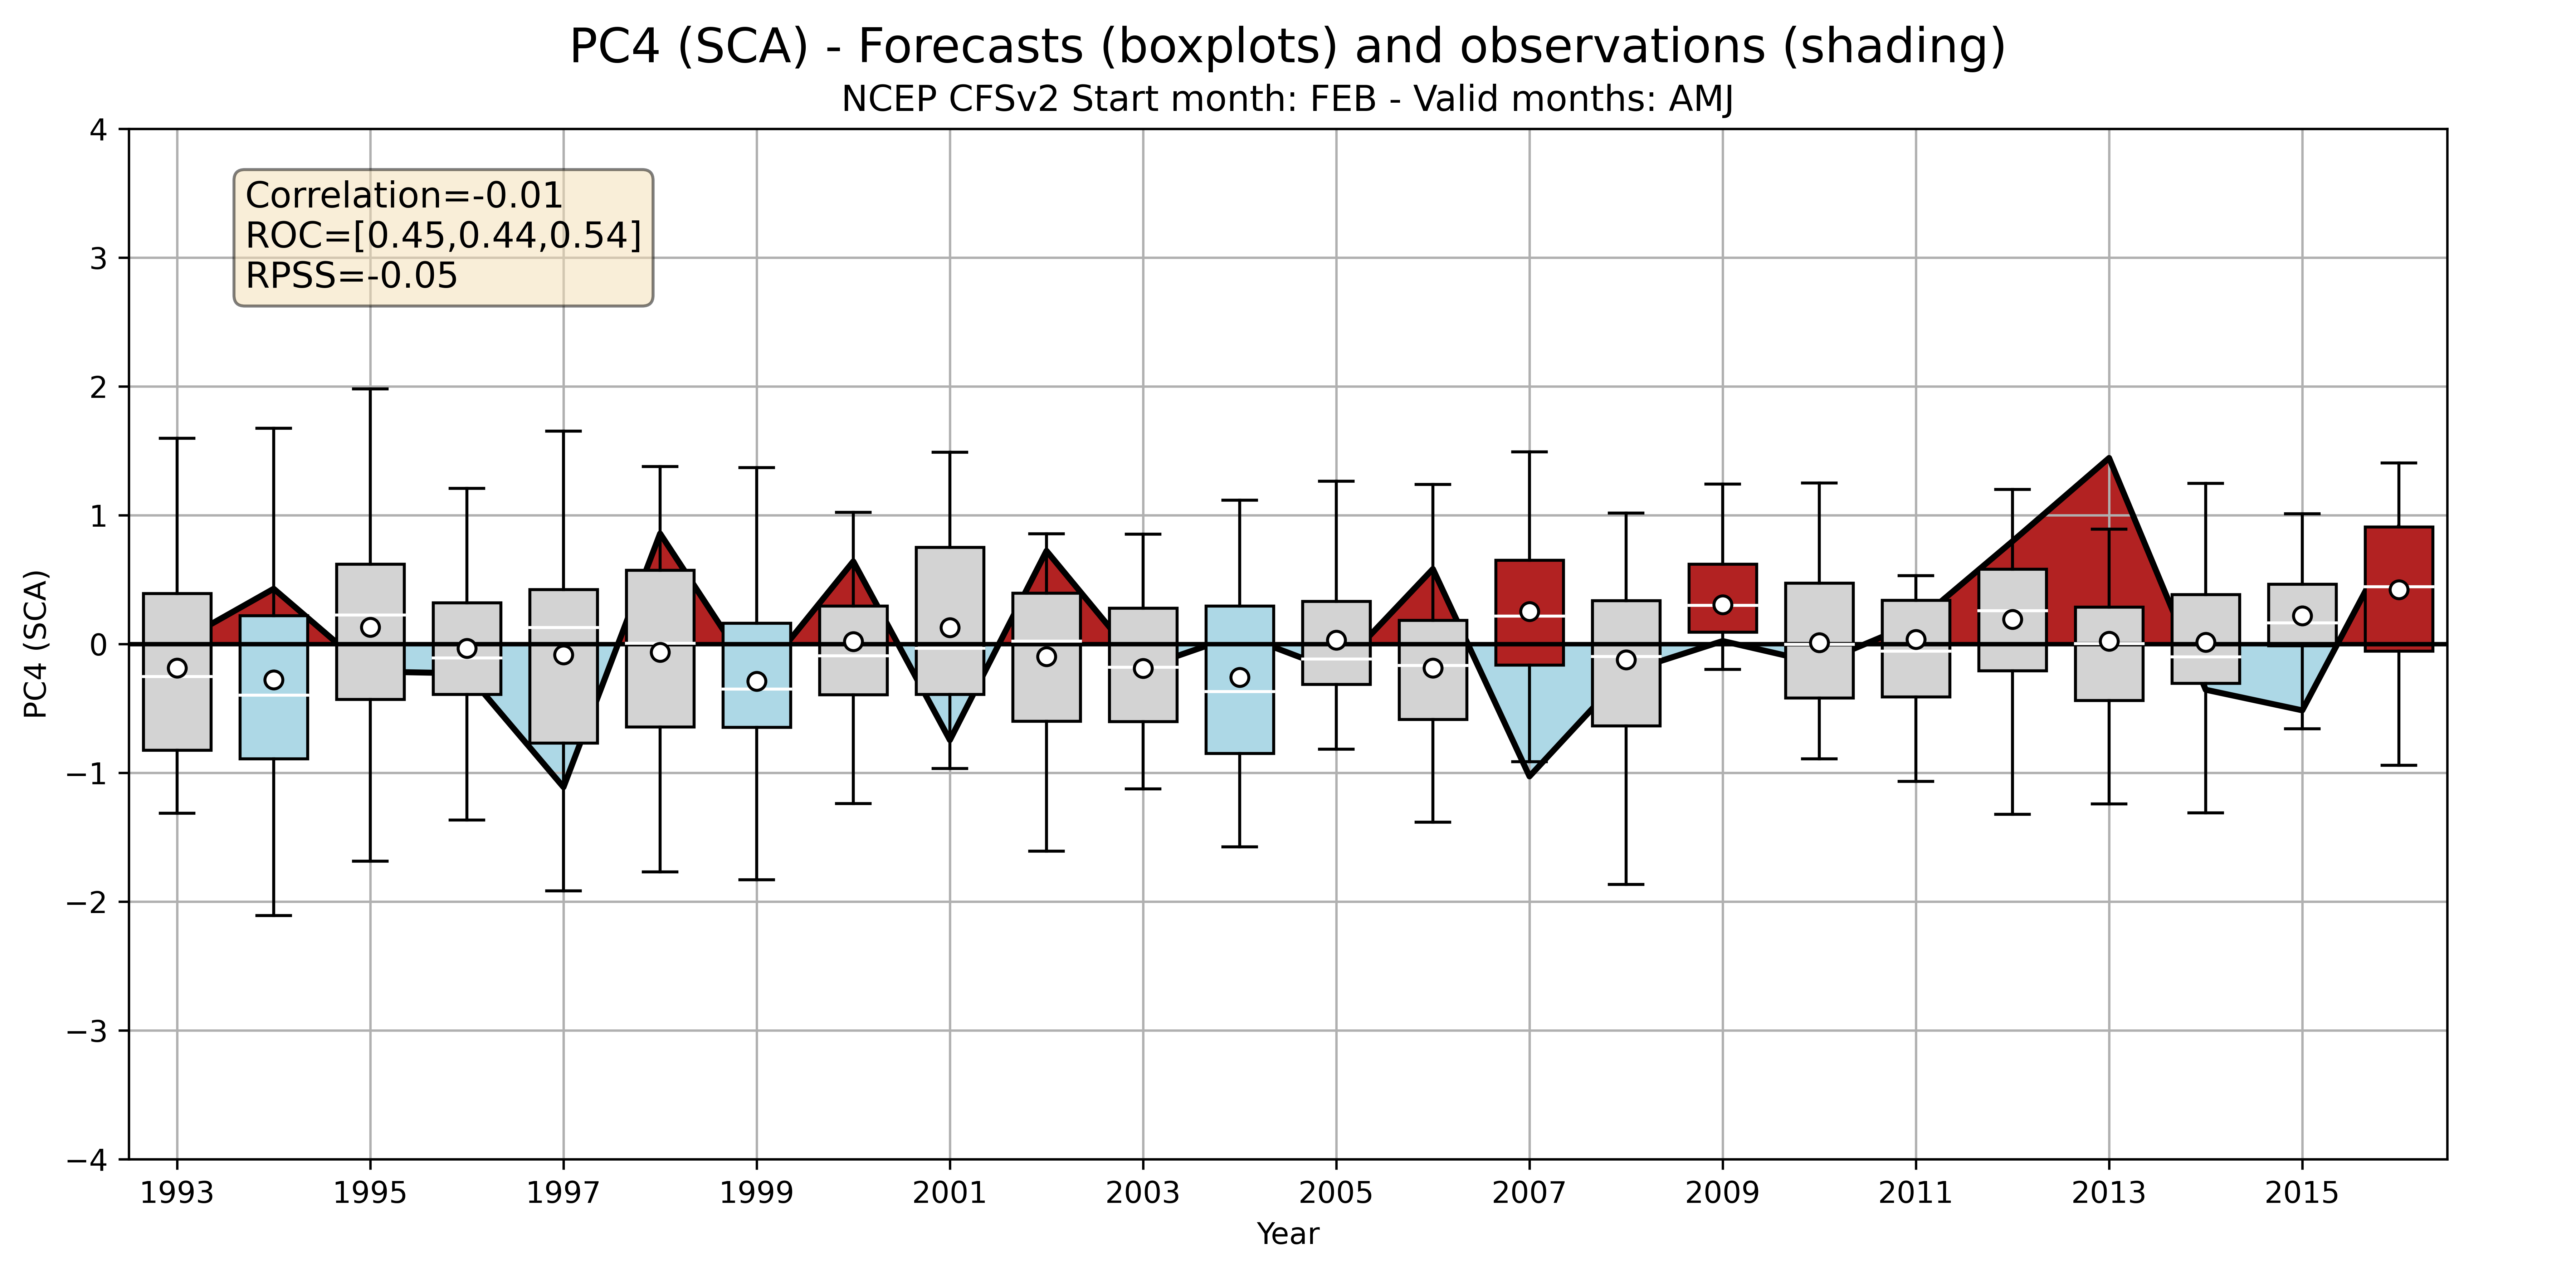 PC4 (SCA) - Forecasts (boxplots) and observations (shading)
NCEP CFSv2 Start month: FEB - Valid months: AMJ
Correlation=-0.01
ROC=[0.45,0.44,0.54]
RPSS=-0.05
PC4 (SCA)
4
3
2
1
0
−1
−2
−3
−4
1993 1995 1997 1999 2001 2003 2005 2007 2009 2011 2013 2015
Year